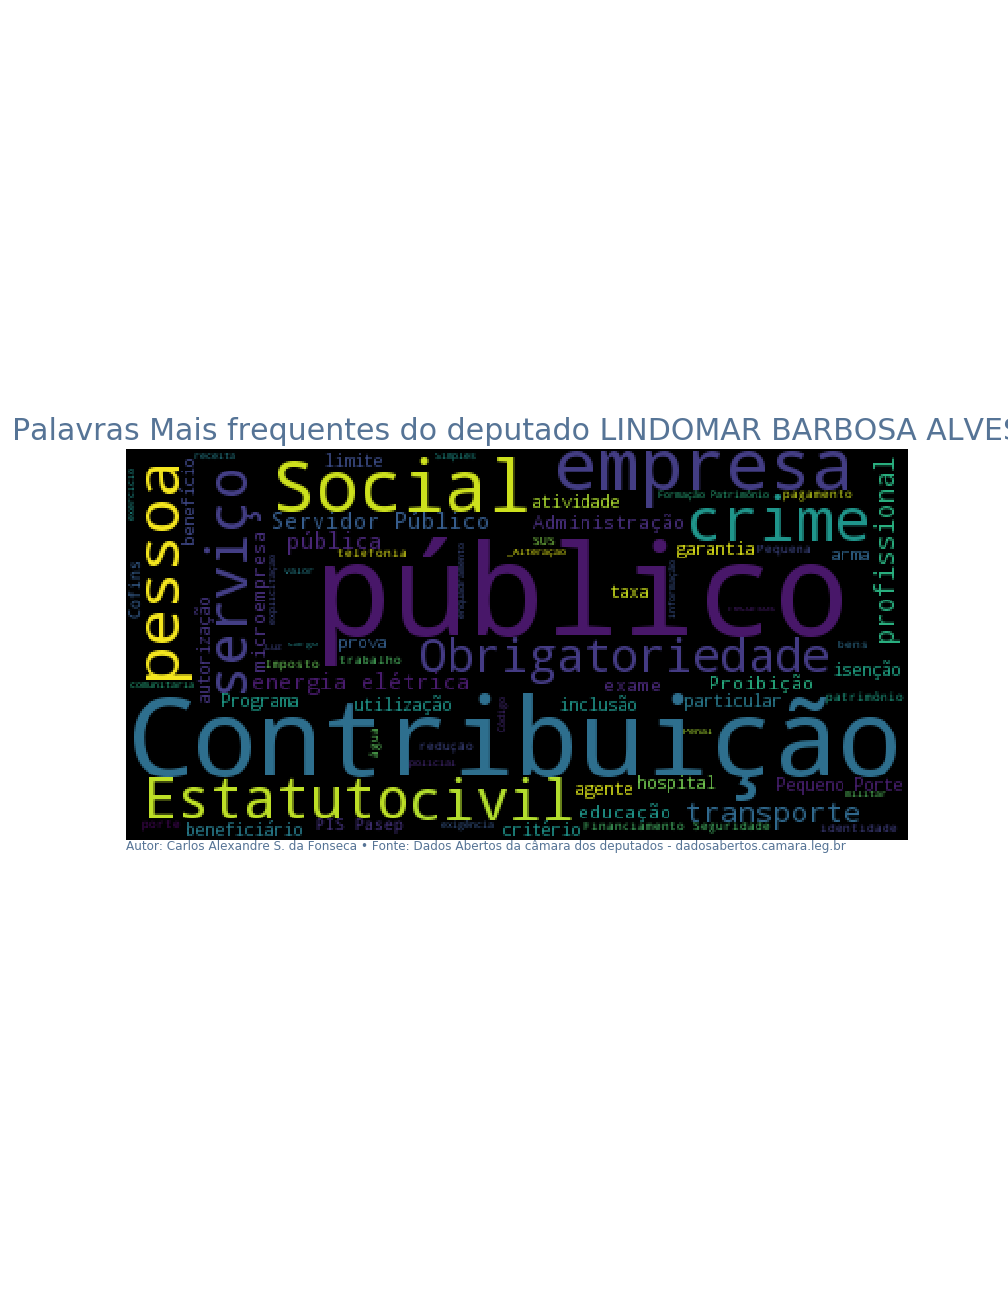 Palavras Mais frequentes do deputado LINDOMAR BARBOSA ALVES
receita
Simples
exercício
pessoa
benefício
serviço
limite
Social
empresa
Formação Patrimônio
pagamento
profissional
atividade
Servidor Público
Administração
crime
pública
telefonia
SUS
_Alteração
garantia
Pequena
arma
Cofins
microempresa
explicitação
valor
público
taxa
informação
autorização
Luz
prova
Obrigatoriedade
bens
Imposto
trabalho
isenção
comunitária
energia elétrica
exame
Proibição
Programa
utilização
Código
inclusão
particular
patrimônio
Contribuição
água
redução
policial
Penal
Estatuto
civil
agente
hospital
Pequeno Porte
militar
educação
transporte
porte
beneficiário
PIS Pasep
exigência
critério
Financiamento Seguridade
identidade
Autor: Carlos Alexandre S. da Fonseca • Fonte: Dados Abertos da câmara dos deputados - dadosabertos.camara.leg.br